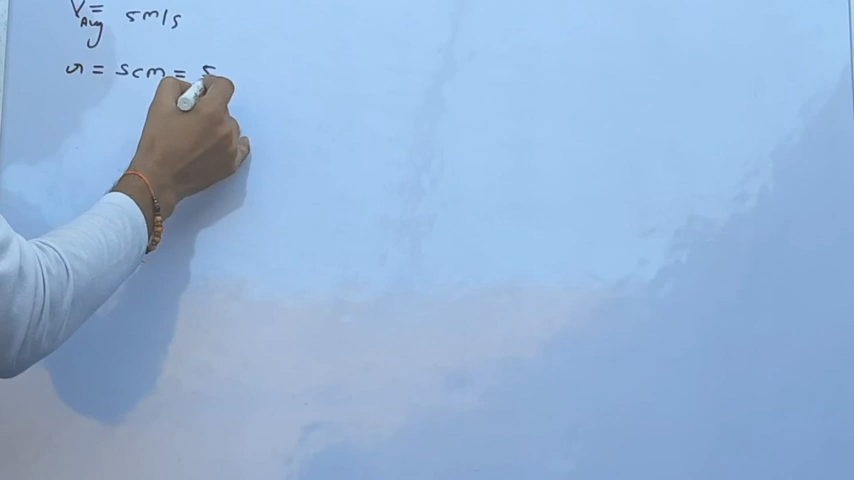 V Avg = 5m/s
r = 5cm = 5